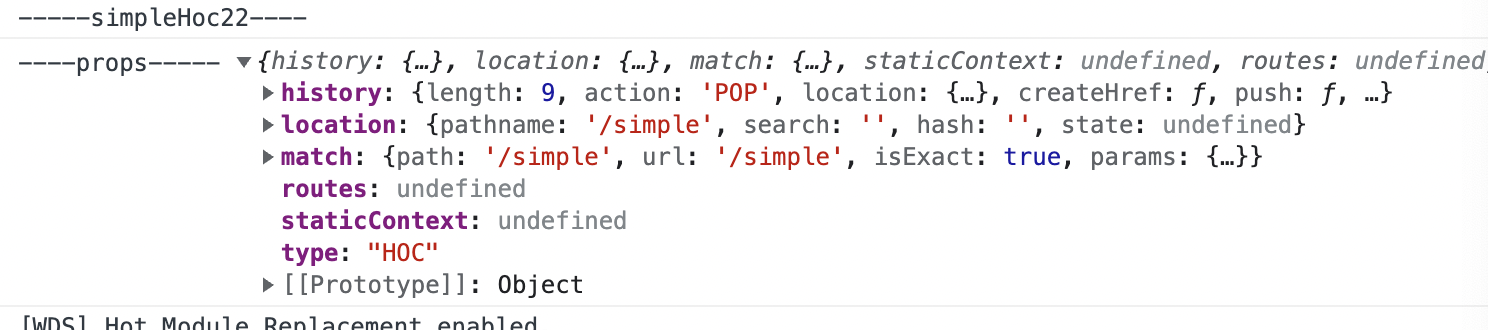 -----simpleHoc22----
----props----- ▼{history: {…}, location: {…}, match: {…}, staticContext: undefined, routes: undefined,
▶history: {length: 9, action: 'POP', location: {…}, createHref: ƒ, push: ƒ, …}
▶location: {pathname: '/simple', search: '', hash: '', state: undefined}
▶match: {path: '/simple', url: '/simple', isExact: true, params: {…}}
routes: undefined
staticContext: undefined
type: "HOC"
▶[[Prototype]]: Object
[WDS] Hot Module Replacement enabled